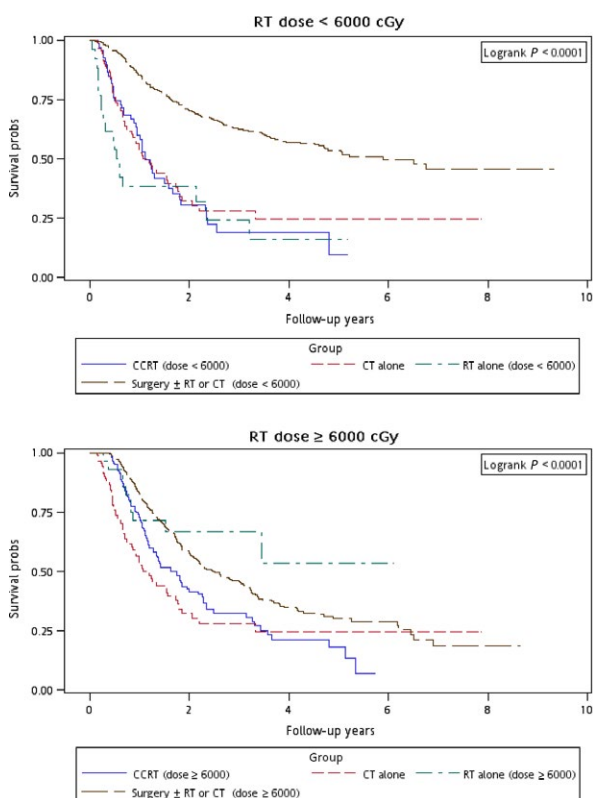 RT dose < 6000 cGy
Logrank P < 0.0001
Survival probs
1.00
0.75
0.50
0.25
0.00
0 2 4 6 8 10
Follow-up years
Group
CCRT (dose < 6000) CT alone RT alone (dose < 6000)
Surgery ± RT or CT (dose < 6000)
RT dose ≥ 6000 cGy
Logrank P < 0.0001
Survival probs
1.00
0.75
0.50
0.25
0.00
0 2 4 6 8 10
Follow-up years
Group
CCRT (dose ≥ 6000) CT alone RT alone (dose ≥ 6000)
Surgery ± RT or CT (dose ≥ 6000)